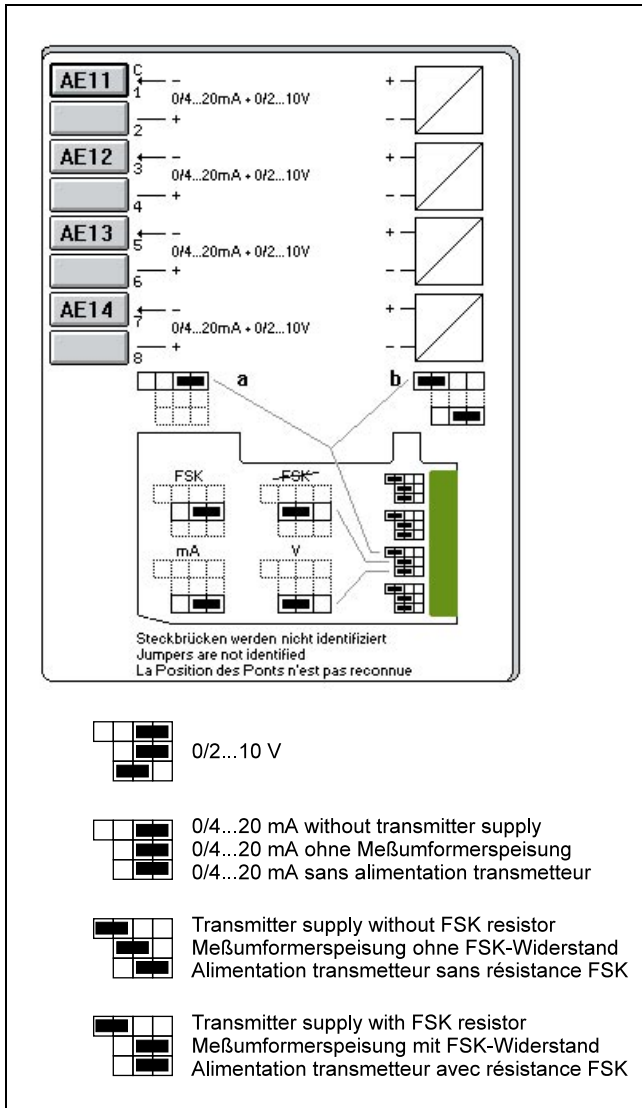 AE11 C
1 - +
0/4...20mA + 0/2...10V
2 + -
AE12 3 - +
0/4...20mA + 0/2...10V
4 + -
AE13 5 - +
0/4...20mA + 0/2...10V
6 + -
AE14 7 - +
0/4...20mA + 0/2...10V
8 + -
a b
FSK FSK
mA V
Steckbrücken werden nicht identifiziert
Jumpers are not identified
La Position des Ponts n'est pas reconnue
0/2...10 V
0/4...20 mA without transmitter supply
0/4...20 mA ohne Meßumformerspeisung
0/4...20 mA sans alimentation transmetteur
Transmitter supply without FSK resistor
Meßumformerspeisung ohne FSK-Widerstand
Alimentation transmetteur sans résistance FSK
Transmitter supply with FSK resistor
Meßumformerspeisung mit FSK-Widerstand
Alimentation transmetteur avec résistance FSK